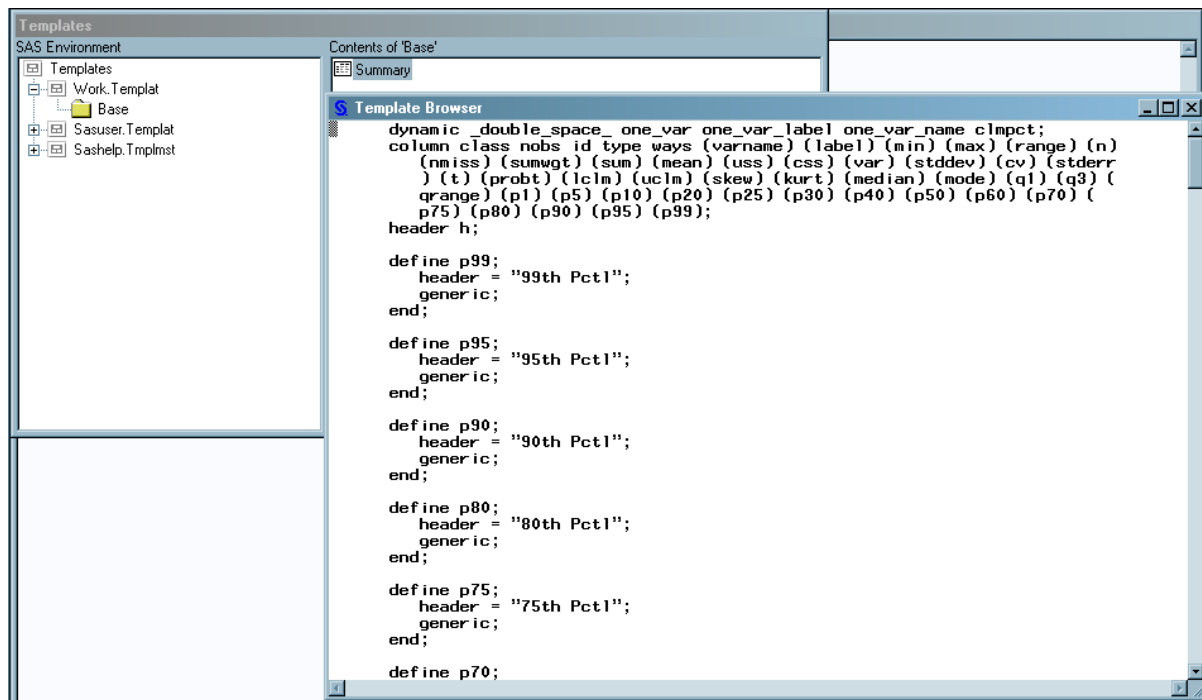 Templates
SAS Environment
Contents of 'Base'
Templates
Work.Templat
Base
Sasuser.Templat
Sashelp.Tmplmst
Summary
Template Browser
dynamic _double_space_ one_var one_var_label one_var_name clmpct;
column class nobs id type ways (varname) (label) (min) (max) (range) (n)
(nmiss) (sumwgt) (sum) (mean) (uss) (css) (var) (stddev) (cv) (stderr
) (t) (probt) (lclm) (uclm) (skew) (kurt) (median) (mode) (q1) (q3) (
qrange) (p1) (p5) (p10) (p20) (p25) (p30) (p40) (p50) (p60) (p70) (
p75) (p80) (p90) (p95) (p99);
header h;
define p99;
header = "99th Pctl";
generic;
end;
define p95;
header = "95th Pctl";
generic;
end;
define p90;
header = "90th Pctl";
generic;
end;
define p80;
header = "80th Pctl";
generic;
end;
define p75;
header = "75th Pctl";
generic;
end;
define p70;